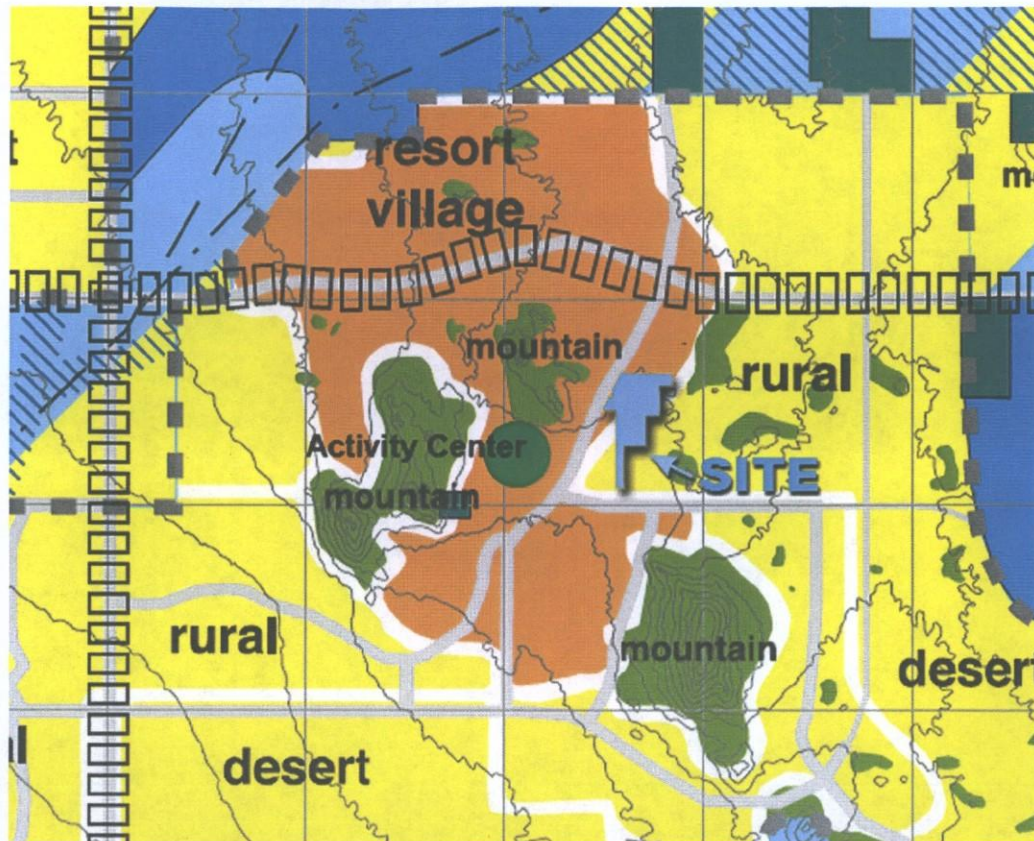 resort
village
mountain
rural
Activity Center
mountain
SITE
rural
mountain
desert
desert